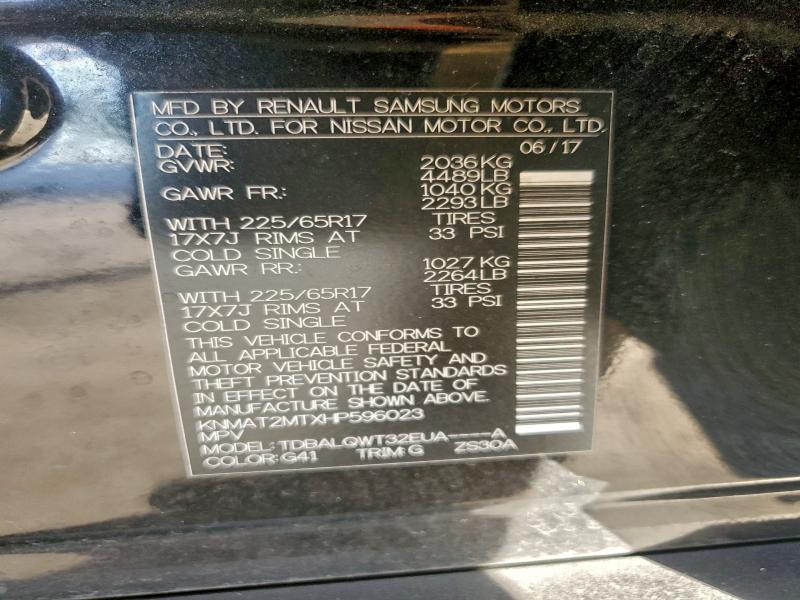 MFD BY RENAULT SAMSUNG MOTORS
CO., LTD. FOR NISSAN MOTOR CO., LTD.
DATE: 06/17
GVWR: 2036KG
4489LB
GAWR FR.: 1040KG
2293LB
WITH 225/65R17 TIRES
17X7J RIMS AT 33 PSI
COLD SINGLE
GAWR RR.: 1027 KG
2264LB
WITH 225/65R17 TIRES
17X7J RIMS AT 33 PSI
COLD SINGLE
THIS VEHICLE CONFORMS TO
ALL APPLICABLE FEDERAL
MOTOR VEHICLE SAFETY AND
THEFT PREVENTION STANDARDS
IN EFFECT ON THE DATE OF
MANUFACTURE SHOWN ABOVE.
KNMAT2MTXHP596023
MPV
MODEL: TDBALQWT32EUA----A
COLOR: G41 TRIM: G ZS30A